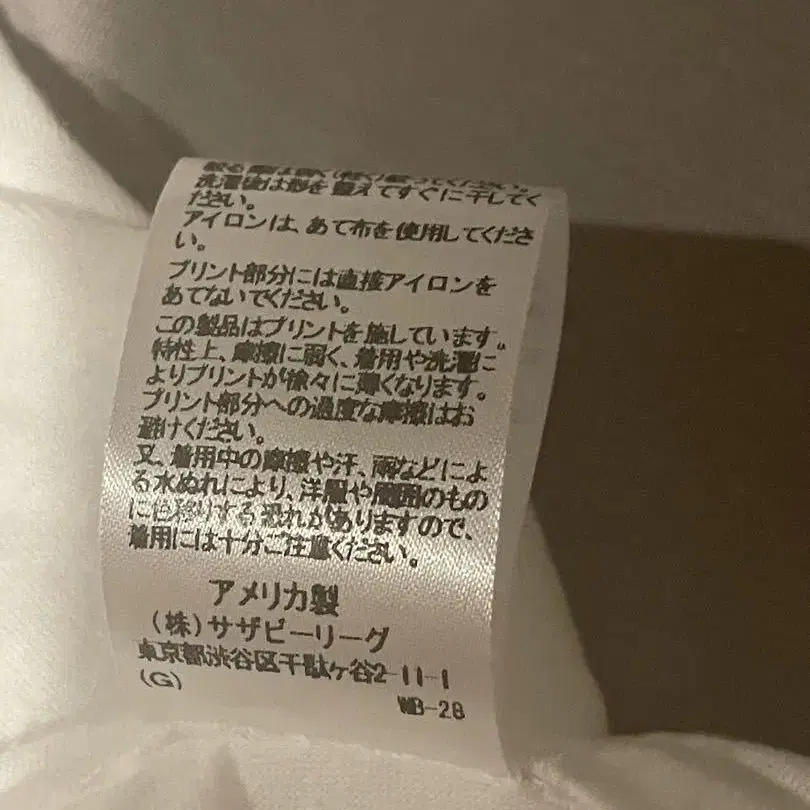 洗濯後は形を整えてすぐに干してく
ださい。
アイロンは、あて布を使用してくださ
い。
プリント部分には直接アイロンを
あてないでください。
この製品はプリントを施しています。
特性上、摩擦に弱く、着用や洗濯に
よりプリントが徐々に薄くなります。
プリント部分への過度な摩擦はお
避けください。
又、着用中の摩擦や汗、雨などによ
る水ぬれにより、洋服や周囲のもの
に色移りする恐れがありますので、
着用には十分ご注意ください。
アメリカ製
(株)サザビーリーグ
東京都渋谷区千駄ヶ谷2-11-1
(G)
WB-28